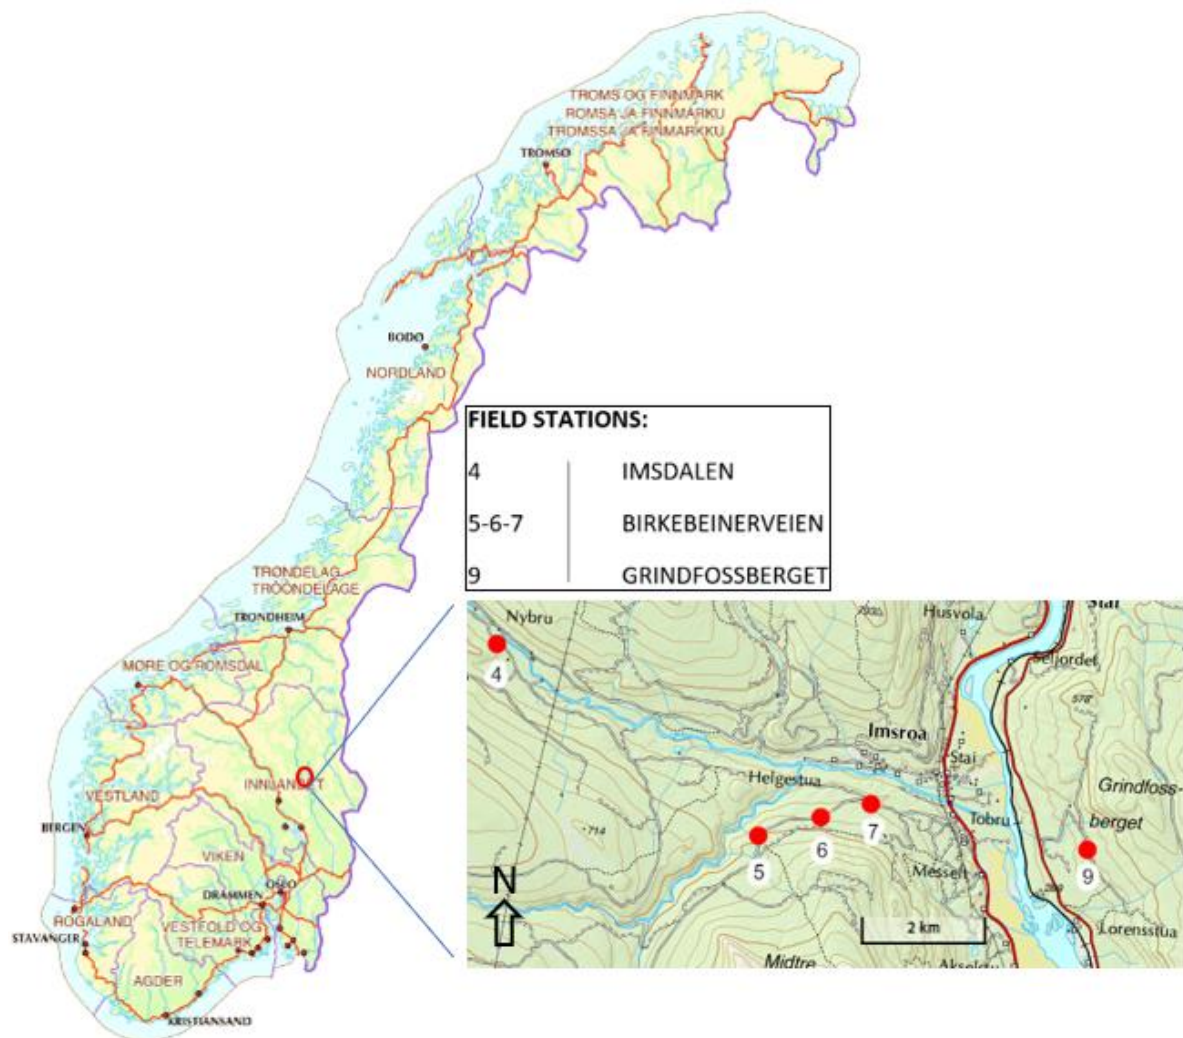 TROMS OG FINNMARK
ROMSA JA FINNMÁRKU
TROMSSA JA FINMARKKU
TROMSØ
BODØ
NORDLAND
FIELD STATIONS:
4 IMSDALEN
5-6-7 BIRKEBEINERVEIEN
9 GRINDFOSSBERGET
TRØNDELAG
TRÖÖNDELAGE
TRONDHEIM
MØRE OG ROMSDAL
INNLANDET
VESTLAND
BERGEN
VIKEN
OSLO
DRAMMEN
ROGALAND
VESTFOLD OG
TELEMARK
STAVANGER
AGDER
KRISTIANSAND
Nybru
Husvola
Stai
4
Seljordet
578
Imsroa
Stai
Helgestua
Grindfoss-
berget
Tobru
714
7
6
5
9
Messelt
N
2 km
Lorensstua
Midtre